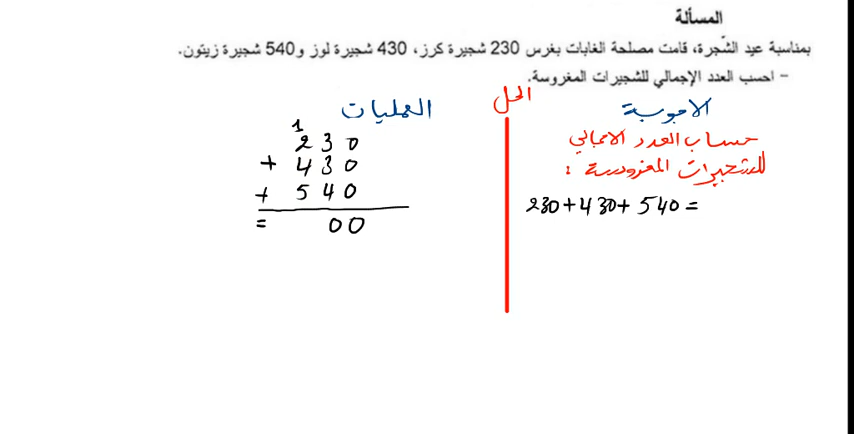 المسألة
بمناسبة عيد الشّجرة، قامت مصلحة الغابات بغرس 230 شجيرة كرز، 430 شجيرة لوز و540 شجيرة زيتون.
– احسب العدد الإجمالي للشجيرات المغروسة.
الحل
الاجوبة
حساب العدد الاجمالي
للشجيرات المغروسة :
230+430+540=
العمليات
1
230
+ 430
+ 540
= 00